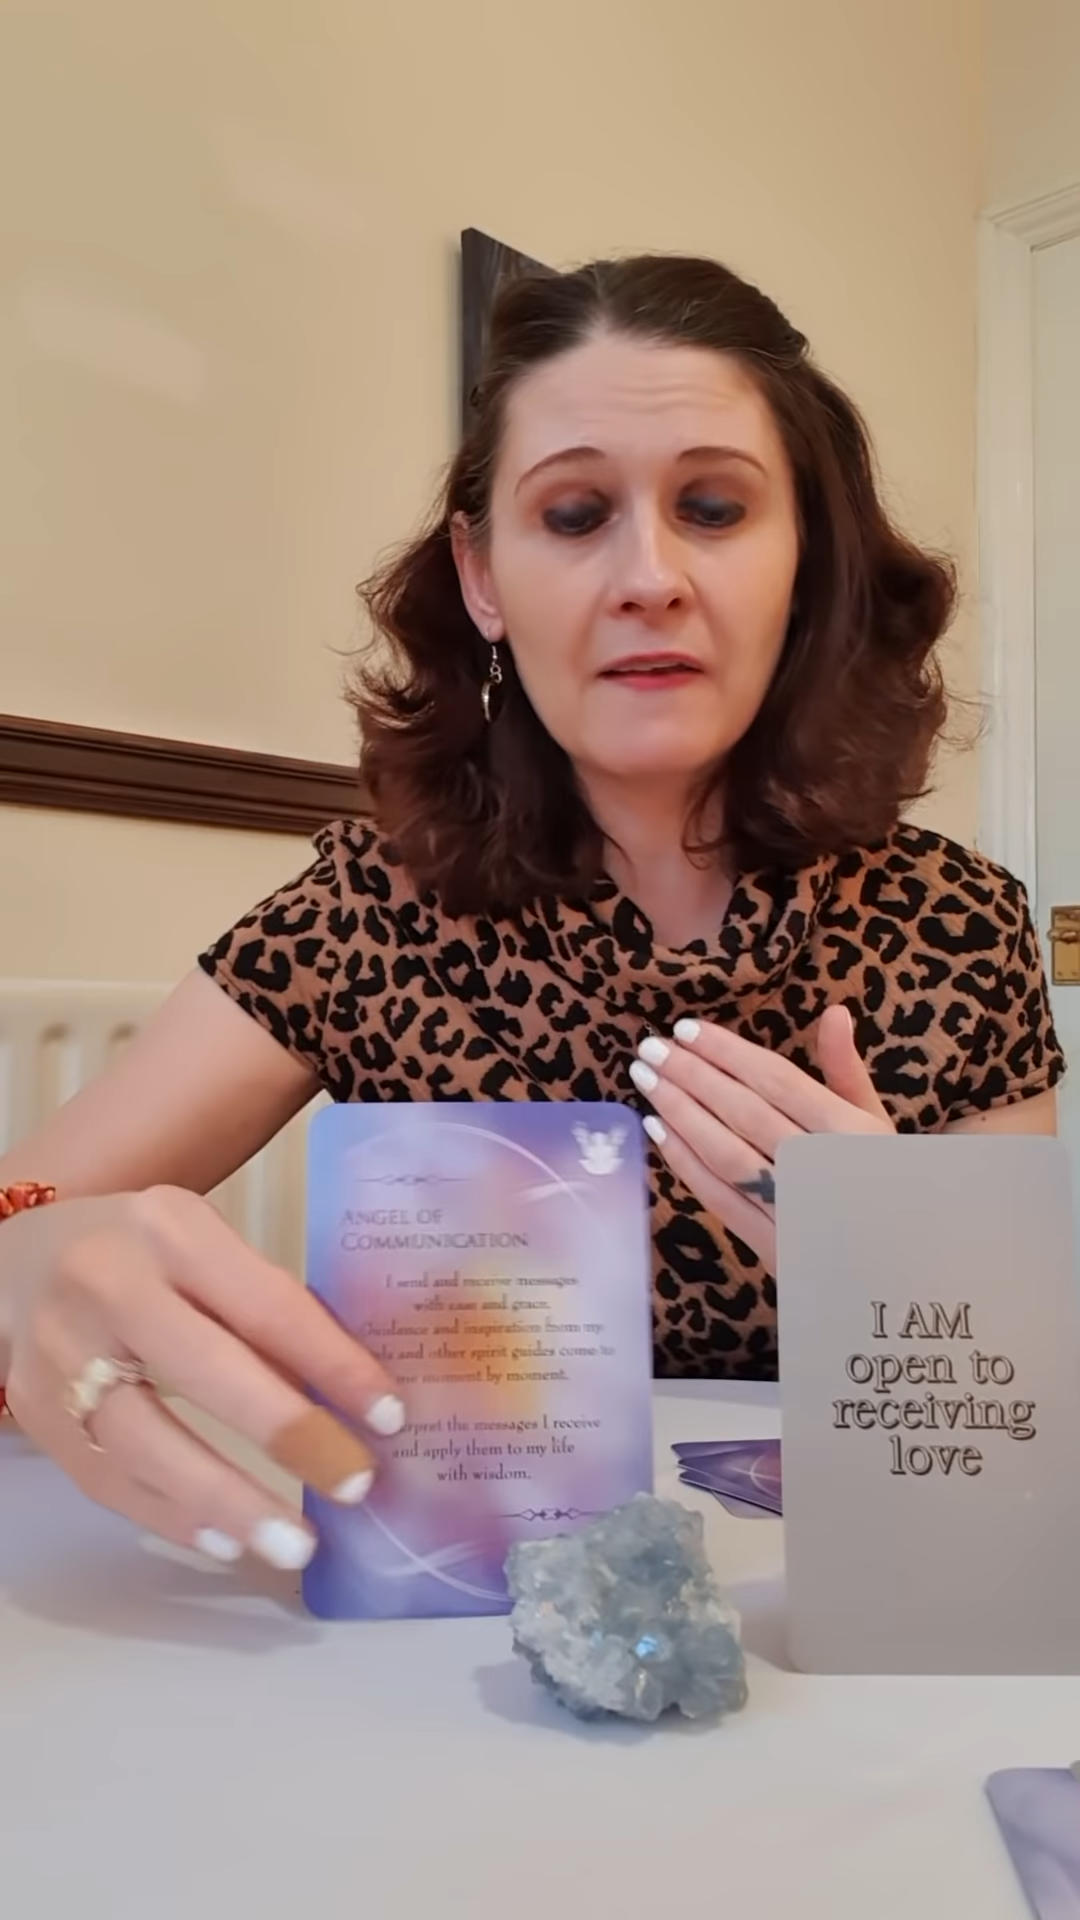 ANGEL OF
COMMUNICATION
I send and receive messages
with ease and grace.
Guidance and inspiration from my
and other spirit guides come to
me moment by moment.
the messages I receive
and apply them to my life
with wisdom.
I AM
open to
receiving
love